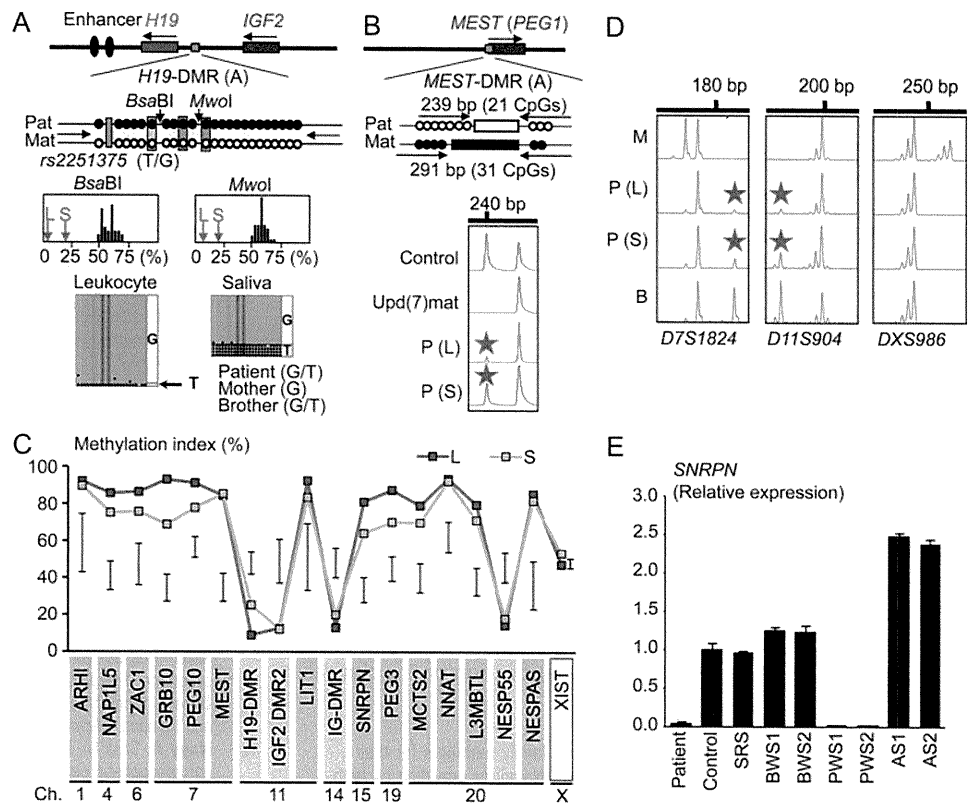 A
Enhancer H19
IGF2
H19-DMR (A)
BsaBI MwoI
Pat
Mat
rs2251375 (T/G)
BsaBI
MwoI
L S
0 25 50 75 (%)
L S
0 25 50 75 (%)
Leukocyte
G
T
Saliva
G
T
Patient (G/T)
Mother (G)
Brother (G/T)
B
MEST (PEG1)
MEST-DMR (A)
239 bp (21 CpGs)
Pat
Mat
291 bp (31 CpGs)
240 bp
Control
Upd(7)mat
P (L)
P (S)
D
180 bp
200 bp
250 bp
M
P (L)
P (S)
B
D7S1824
D11S904
DXS986
C
Methylation index (%)
L
S
100
80
60
40
20
0
ARHI
NAP1L5
ZAC1
GRB10
PEG10
MEST
H19-DMR
IGF2 DMR2
LIT1
IG-DMR
SNRPN
PEG3
MCTS2
NNAT
L3MBTL
NESP55
NESPAS
XIST
Ch. 1 4 6 7 11 14 15 19 20 X
E
SNRPN
(Relative expression)
3.0
2.5
2.0
1.5
1.0
0.5
0.0
Patient
Control
SRS
BWS1
BWS2
PWS1
PWS2
AS1
AS2